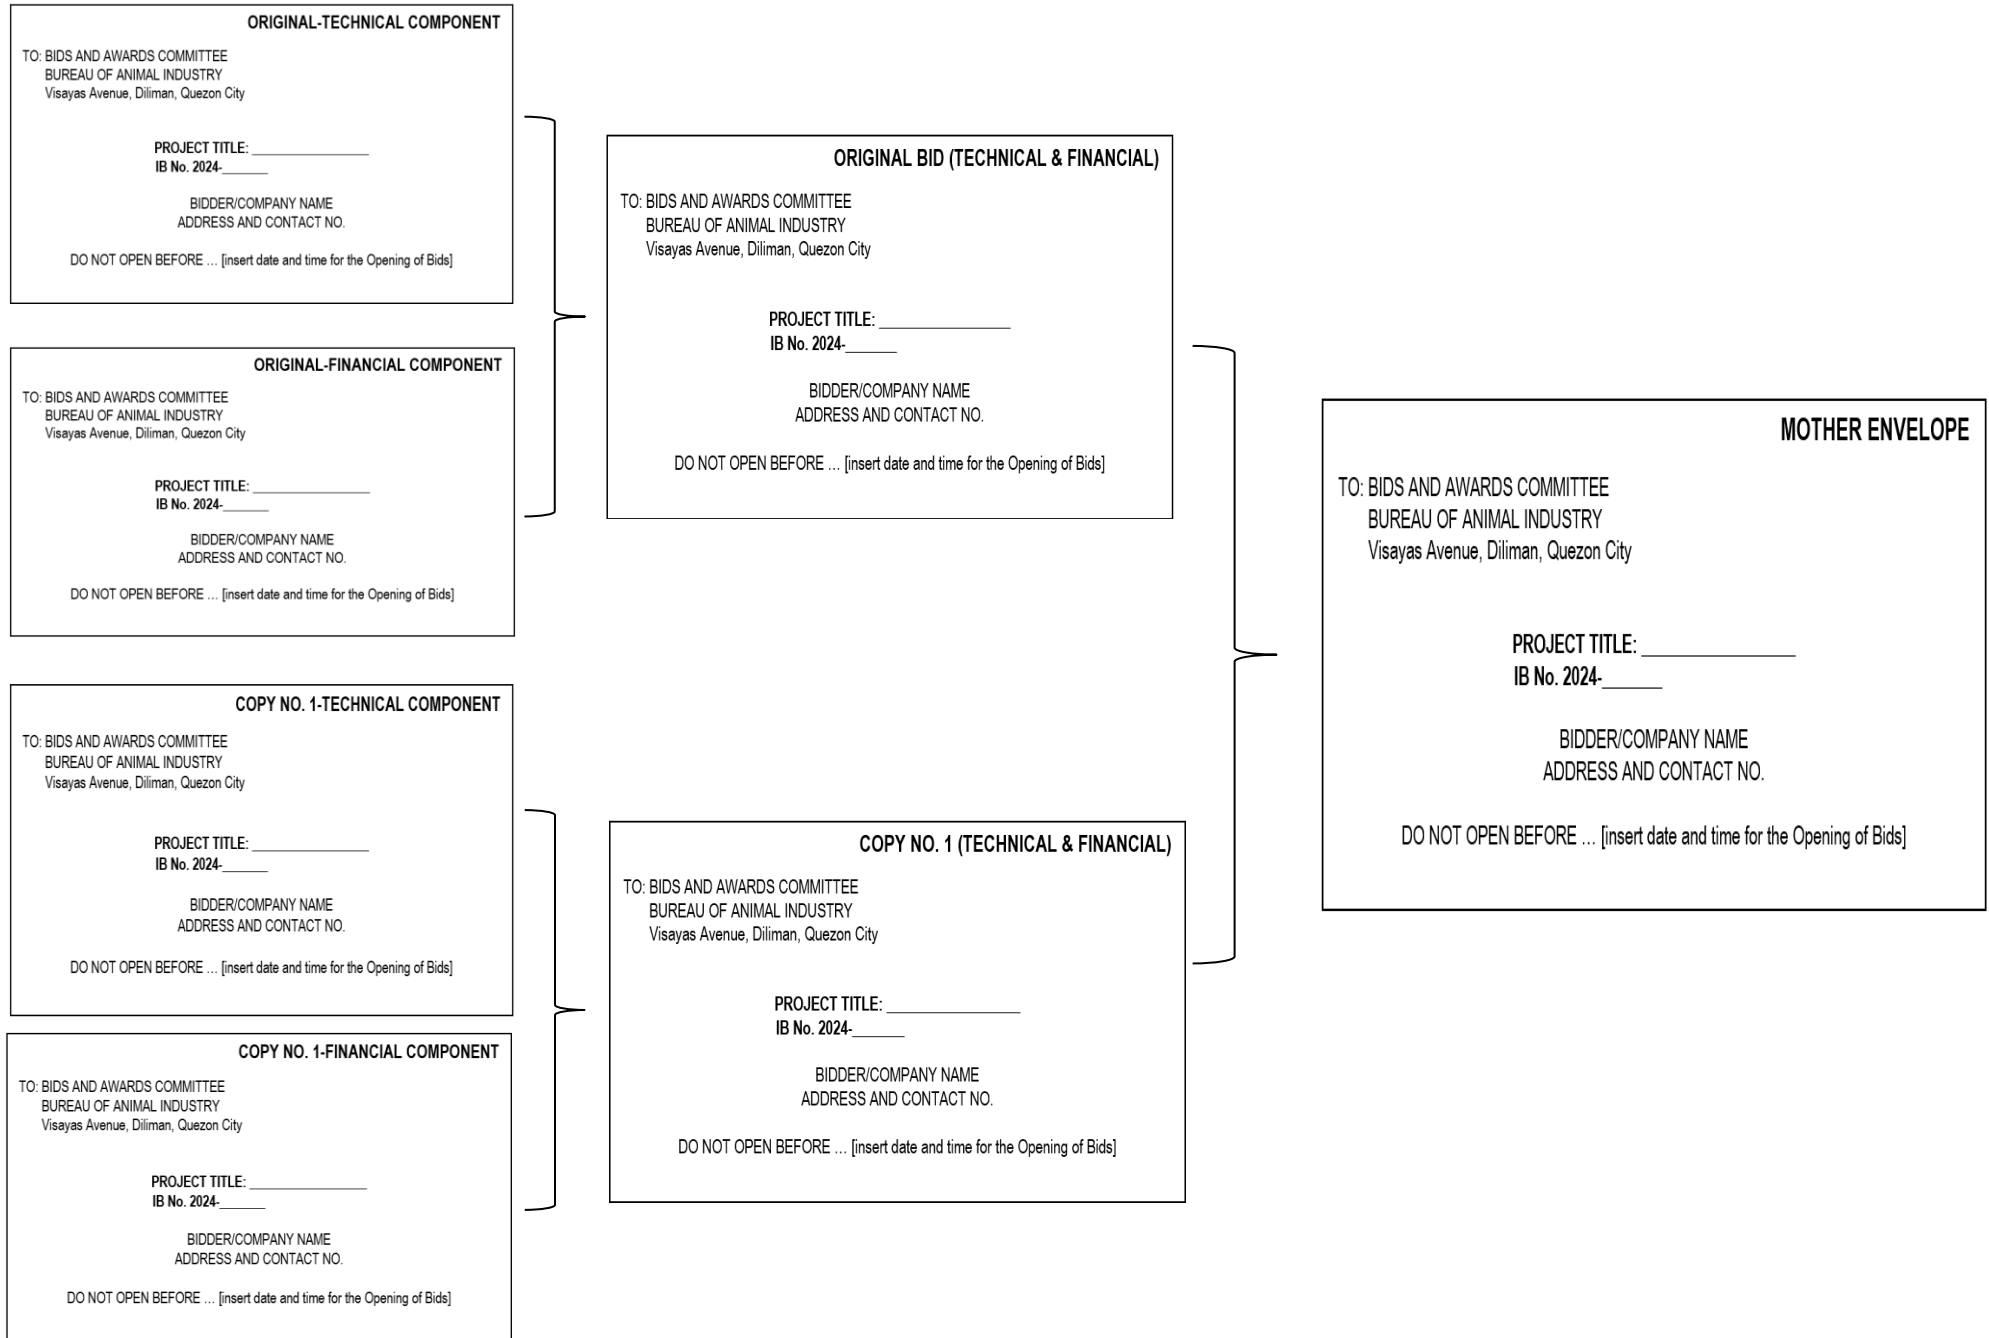 ORIGINAL-TECHNICAL COMPONENT
TO: BIDS AND AWARDS COMMITTEE
BUREAU OF ANIMAL INDUSTRY
Visayas Avenue, Diliman, Quezon City
PROJECT TITLE: _________________
IB No. 2024-_______
BIDDER/COMPANY NAME
ADDRESS AND CONTACT NO.
DO NOT OPEN BEFORE … [insert date and time for the Opening of Bids]
ORIGINAL-FINANCIAL COMPONENT
TO: BIDS AND AWARDS COMMITTEE
BUREAU OF ANIMAL INDUSTRY
Visayas Avenue, Diliman, Quezon City
PROJECT TITLE: _________________
IB No. 2024-_______
BIDDER/COMPANY NAME
ADDRESS AND CONTACT NO.
DO NOT OPEN BEFORE … [insert date and time for the Opening of Bids]
COPY NO. 1-TECHNICAL COMPONENT
TO: BIDS AND AWARDS COMMITTEE
BUREAU OF ANIMAL INDUSTRY
Visayas Avenue, Diliman, Quezon City
PROJECT TITLE: _________________
IB No. 2024-_______
BIDDER/COMPANY NAME
ADDRESS AND CONTACT NO.
DO NOT OPEN BEFORE … [insert date and time for the Opening of Bids]
COPY NO. 1-FINANCIAL COMPONENT
TO: BIDS AND AWARDS COMMITTEE
BUREAU OF ANIMAL INDUSTRY
Visayas Avenue, Diliman, Quezon City
PROJECT TITLE: _________________
IB No. 2024-_______
BIDDER/COMPANY NAME
ADDRESS AND CONTACT NO.
DO NOT OPEN BEFORE … [insert date and time for the Opening of Bids]
ORIGINAL BID (TECHNICAL & FINANCIAL)
TO: BIDS AND AWARDS COMMITTEE
BUREAU OF ANIMAL INDUSTRY
Visayas Avenue, Diliman, Quezon City
PROJECT TITLE: _________________
IB No. 2024-_______
BIDDER/COMPANY NAME
ADDRESS AND CONTACT NO.
DO NOT OPEN BEFORE … [insert date and time for the Opening of Bids]
COPY NO. 1 (TECHNICAL & FINANCIAL)
TO: BIDS AND AWARDS COMMITTEE
BUREAU OF ANIMAL INDUSTRY
Visayas Avenue, Diliman, Quezon City
PROJECT TITLE: _________________
IB No. 2024-_______
BIDDER/COMPANY NAME
ADDRESS AND CONTACT NO.
DO NOT OPEN BEFORE … [insert date and time for the Opening of Bids]
MOTHER ENVELOPE
TO: BIDS AND AWARDS COMMITTEE
BUREAU OF ANIMAL INDUSTRY
Visayas Avenue, Diliman, Quezon City
PROJECT TITLE: _________________
IB No. 2024-_______
BIDDER/COMPANY NAME
ADDRESS AND CONTACT NO.
DO NOT OPEN BEFORE … [insert date and time for the Opening of Bids]